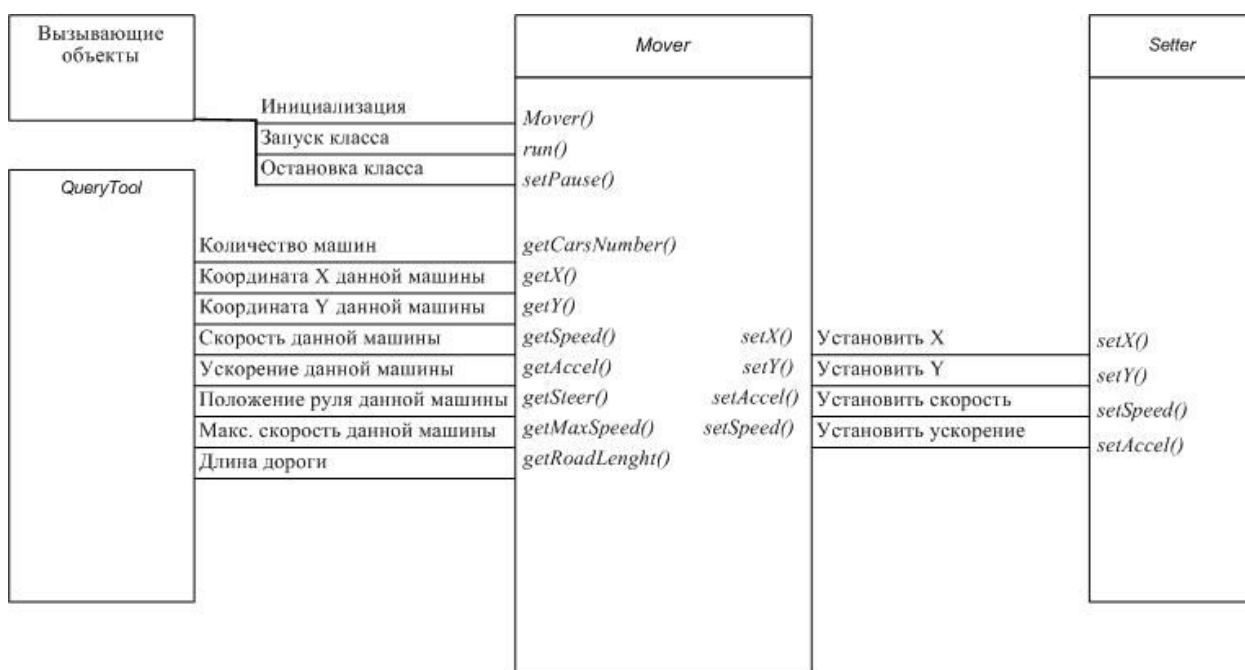 Вызывающие
объекты
Mover
Setter
Инициализация
Mover()
Запуск класса
run()
Остановка класса
setPause()
QueryTool
Количество машин
getCarsNumber()
Координата X данной машины
getX()
Координата Y данной машины
getY()
Скорость данной машины
getSpeed()
setX()
Установить X
setX()
Ускорение данной машины
getAccel()
setY()
Установить Y
setY()
Положение руля данной машины
getSteer()
setAccel()
Установить скорость
setSpeed()
Макс. скорость данной машины
getMaxSpeed()
setSpeed()
Установить ускорение
setAccel()
Длина дороги
getRoadLenght()